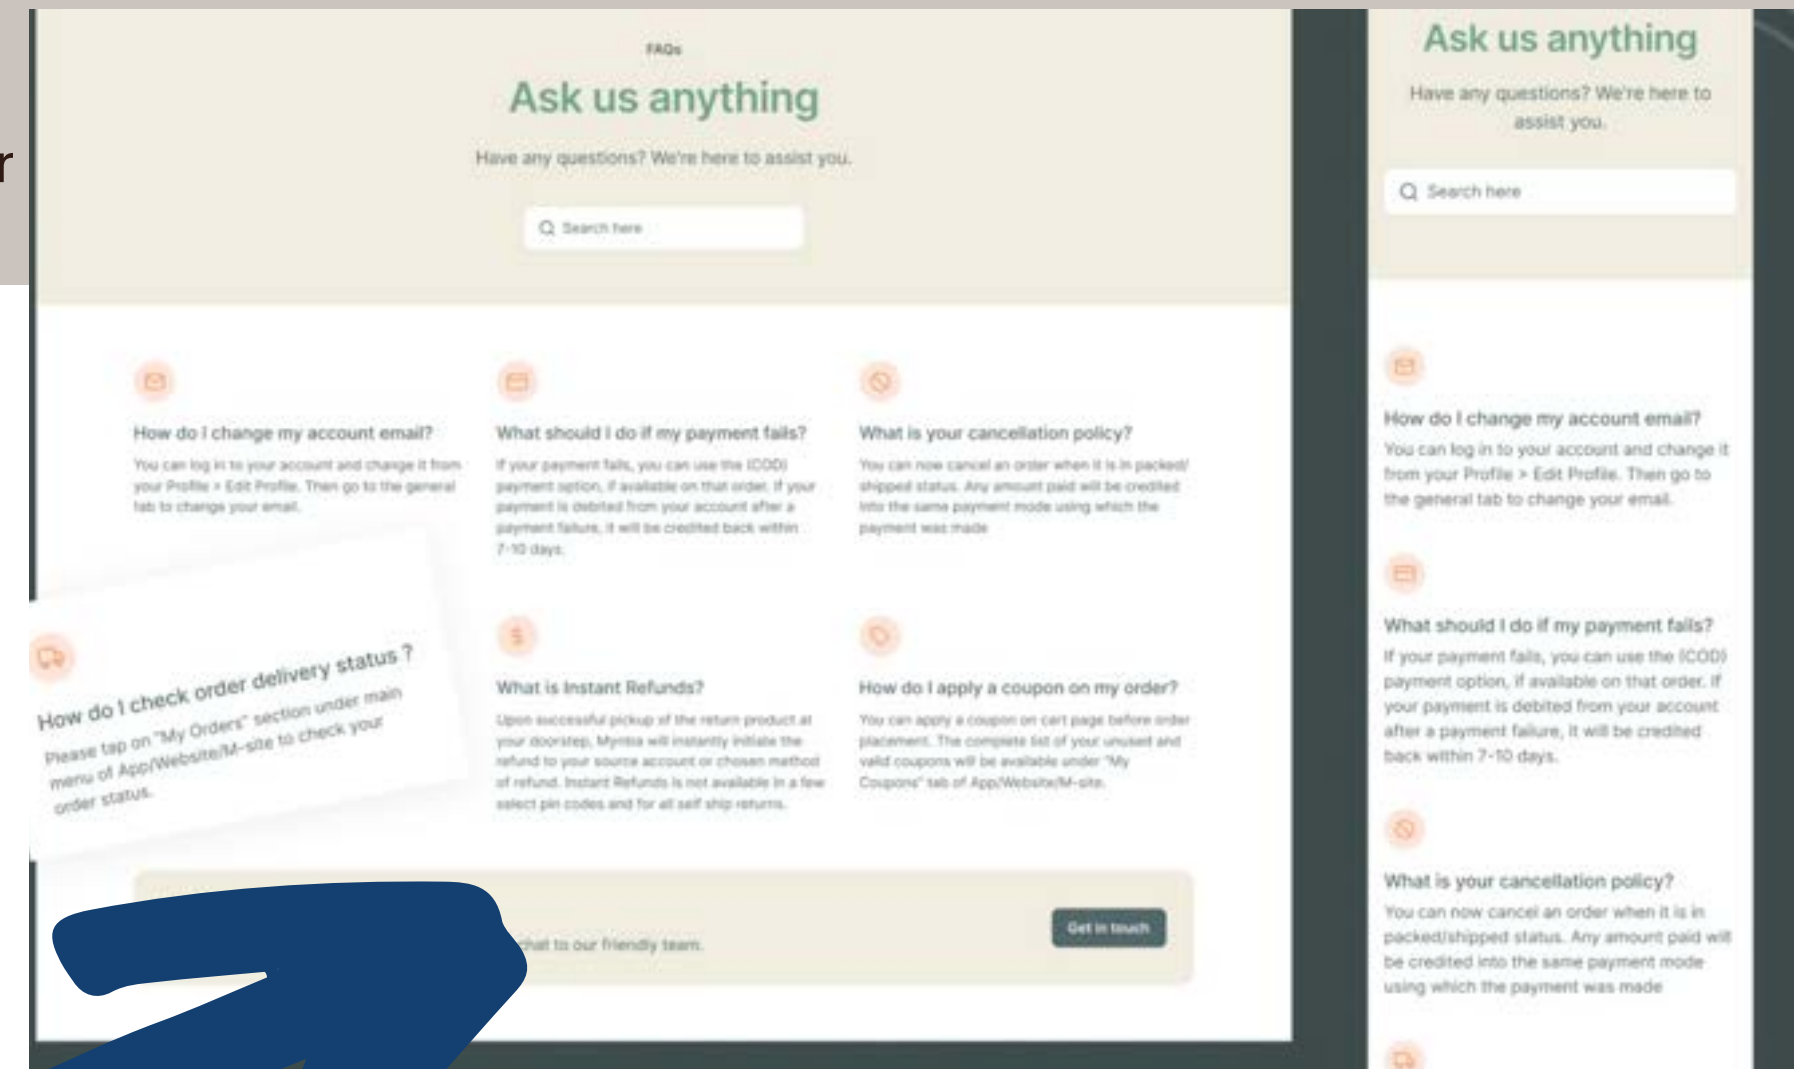 r
FAQs
Ask us anything
Have any questions? We're here to assist you.
Search here
How do I change my account email?
You can log in to your account and change it from
your Profile > Edit Profile. Then go to the general
tab to change your email.
What should I do if my payment fails?
If your payment fails, you can use the (COD)
payment option, if available on that order. If your
payment is debited from your account after a
payment failure, it will be credited back within
7-10 days.
What is your cancellation policy?
You can now cancel an order when it is in packed/
shipped status. Any amount paid will be credited
into the same payment mode using which the
payment was made
How do I check order delivery status ?
Please tap on "My Orders" section under main
menu of App/Website/M-site to check your
order status.
What is Instant Refunds?
Upon successful pickup of the return product at
your doorstep, Myntra will instantly initiate the
refund to your source account or chosen method
of refund. Instant Refunds is not available in a few
select pin codes and for all self ship returns.
How do I apply a coupon on my order?
You can apply a coupon on cart page before order
placement. The complete list of your unused and
valid coupons will be available under "My
Coupons" tab of App/Website/M-site.
chat to our friendly team.
Get in touch
Ask us anything
Have any questions? We're here to
assist you.
Search here
How do I change my account email?
You can log in to your account and change it
from your Profile > Edit Profile. Then go to
the general tab to change your email.
What should I do if my payment fails?
If your payment fails, you can use the (COD)
payment option, if available on that order. If
your payment is debited from your account
after a payment failure, it will be credited
back within 7-10 days.
What is your cancellation policy?
You can now cancel an order when it is in
packed/shipped status. Any amount paid will
be credited into the same payment mode
using which the payment was made